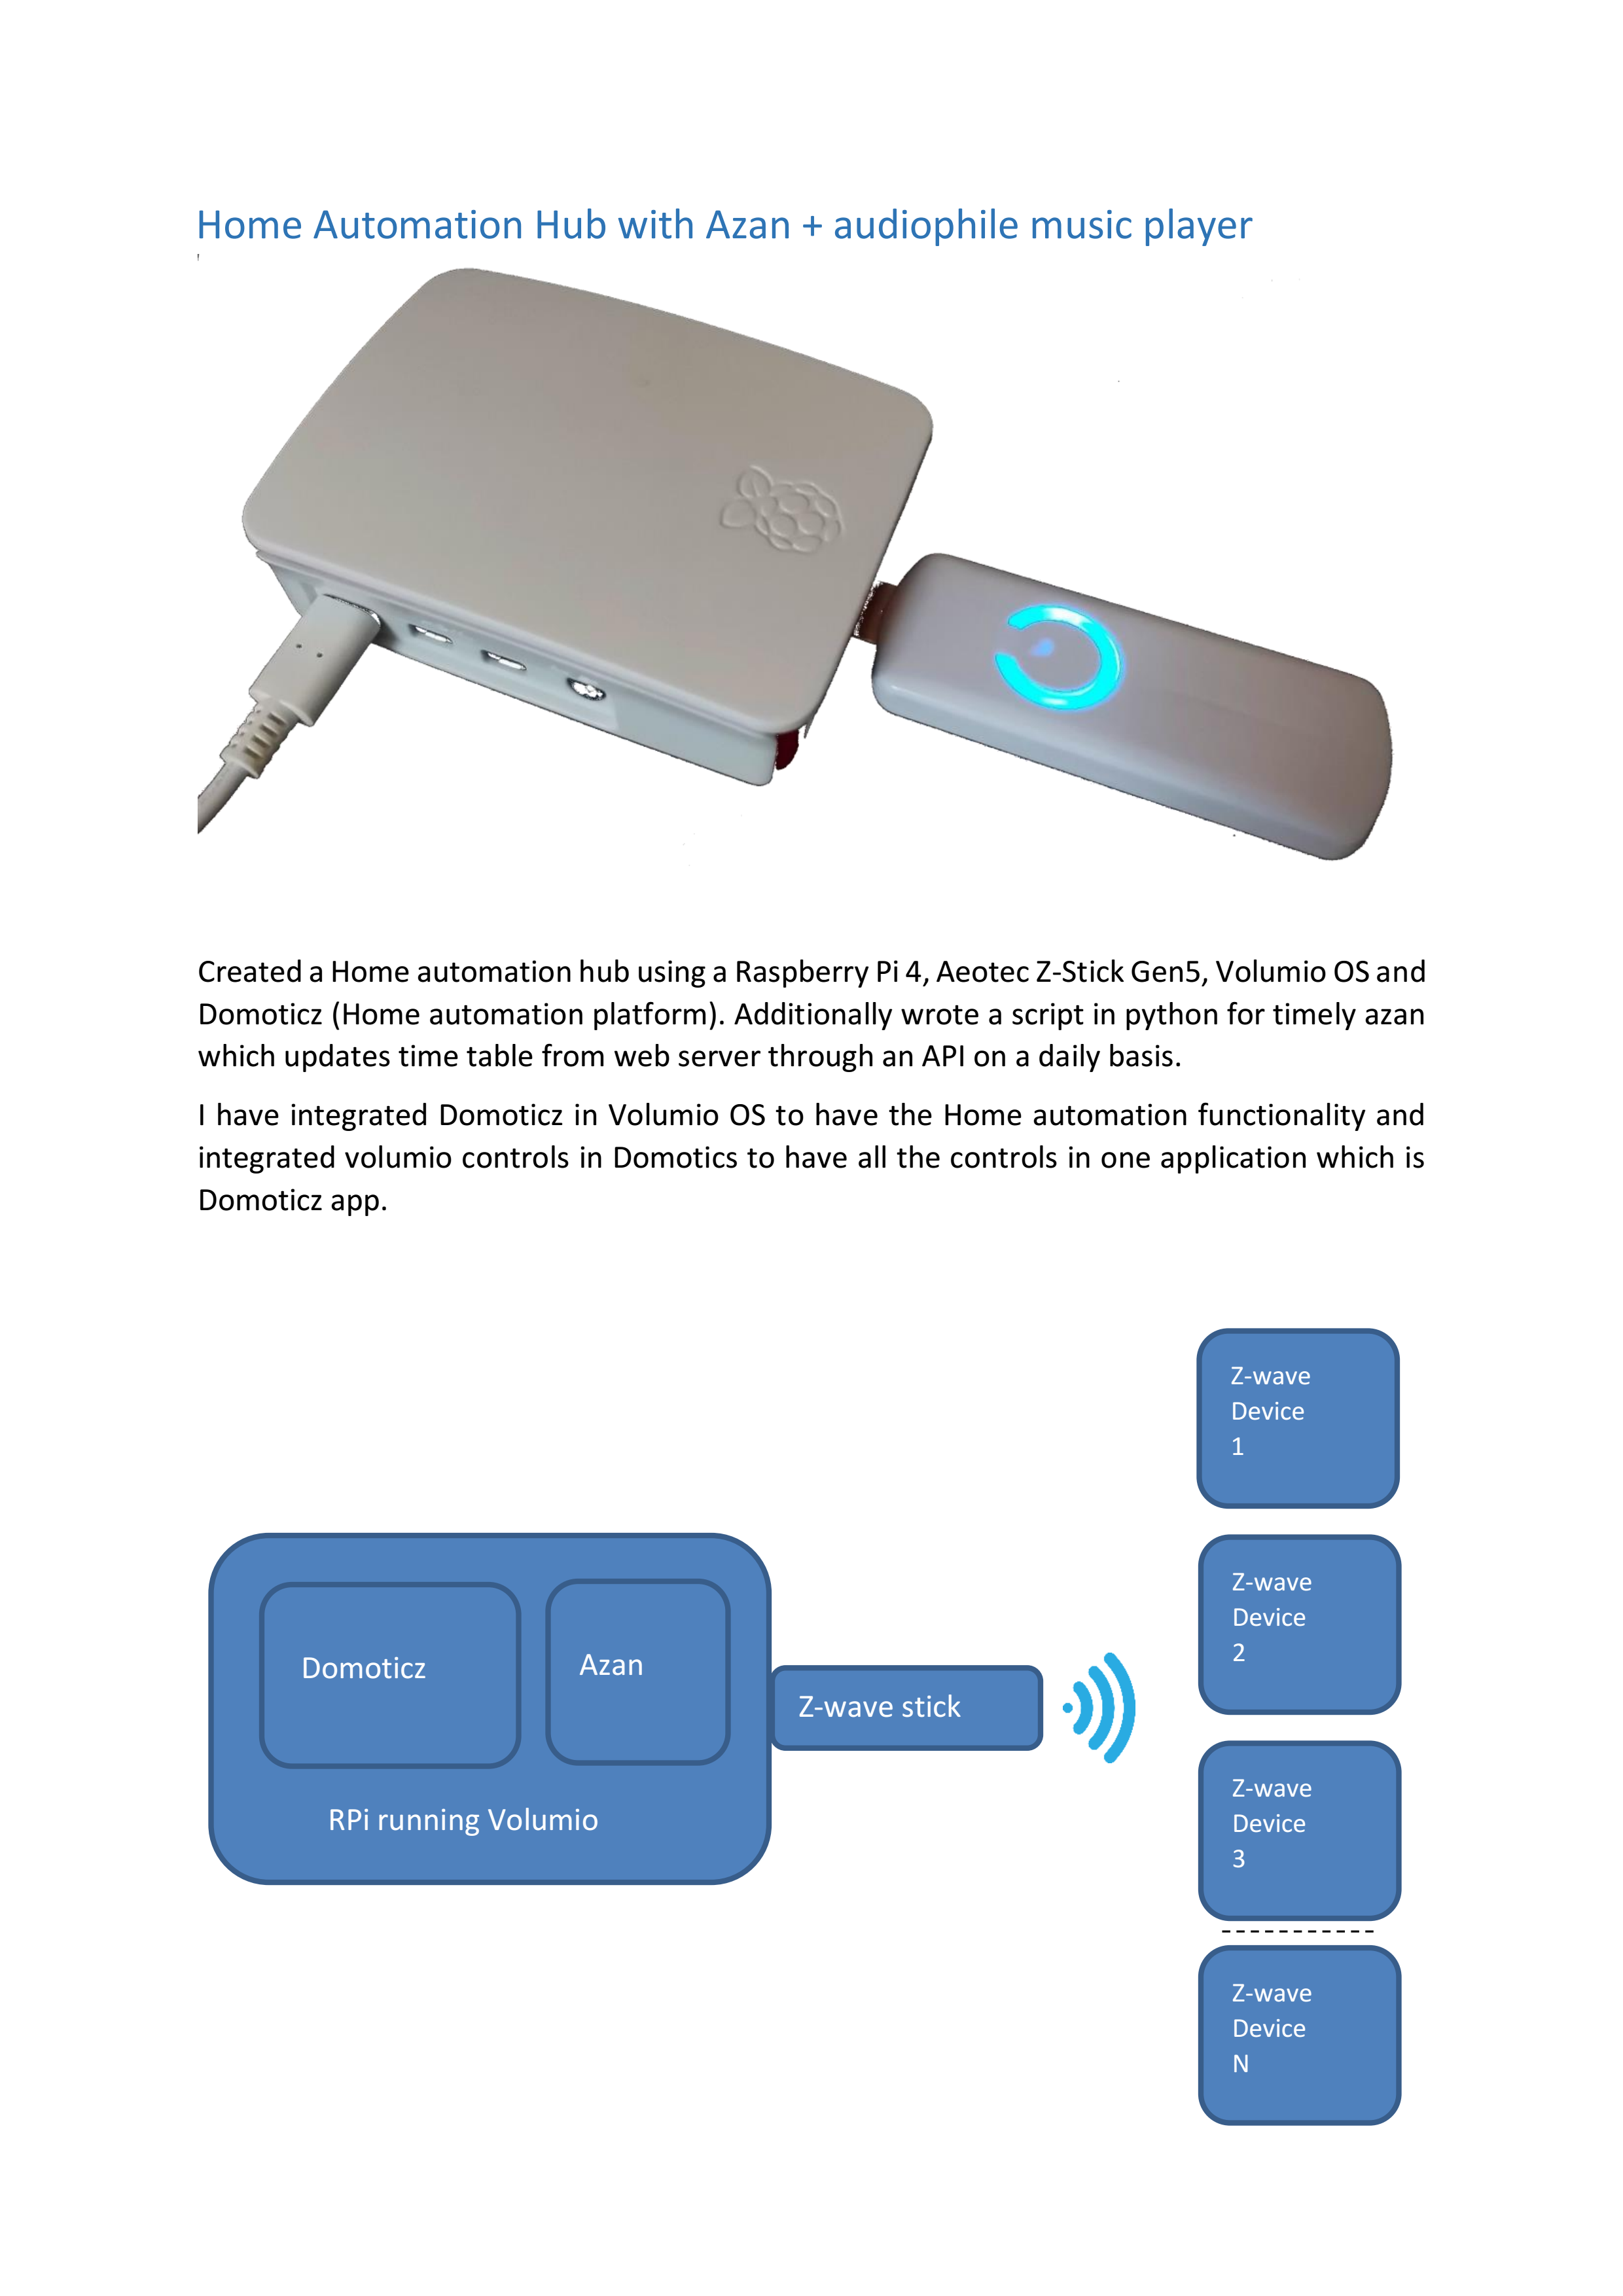 Home Automation Hub with Azan + audiophile music player
Created a Home automation hub using a Raspberry Pi 4, Aeotec Z-Stick Gen5, Volumio OS and
Domoticz (Home automation platform). Additionally wrote a script in python for timely azan
which updates time table from web server through an API on a daily basis.
I have integrated Domoticz in Volumio OS to have the Home automation functionality and
integrated volumio controls in Domotics to have all the controls in one application which is
Domoticz app.
Domoticz
Azan
RPi running Volumio
Z-wave stick
Z-wave
Device
1
Z-wave
Device
2
Z-wave
Device
3
Z-wave
Device
N